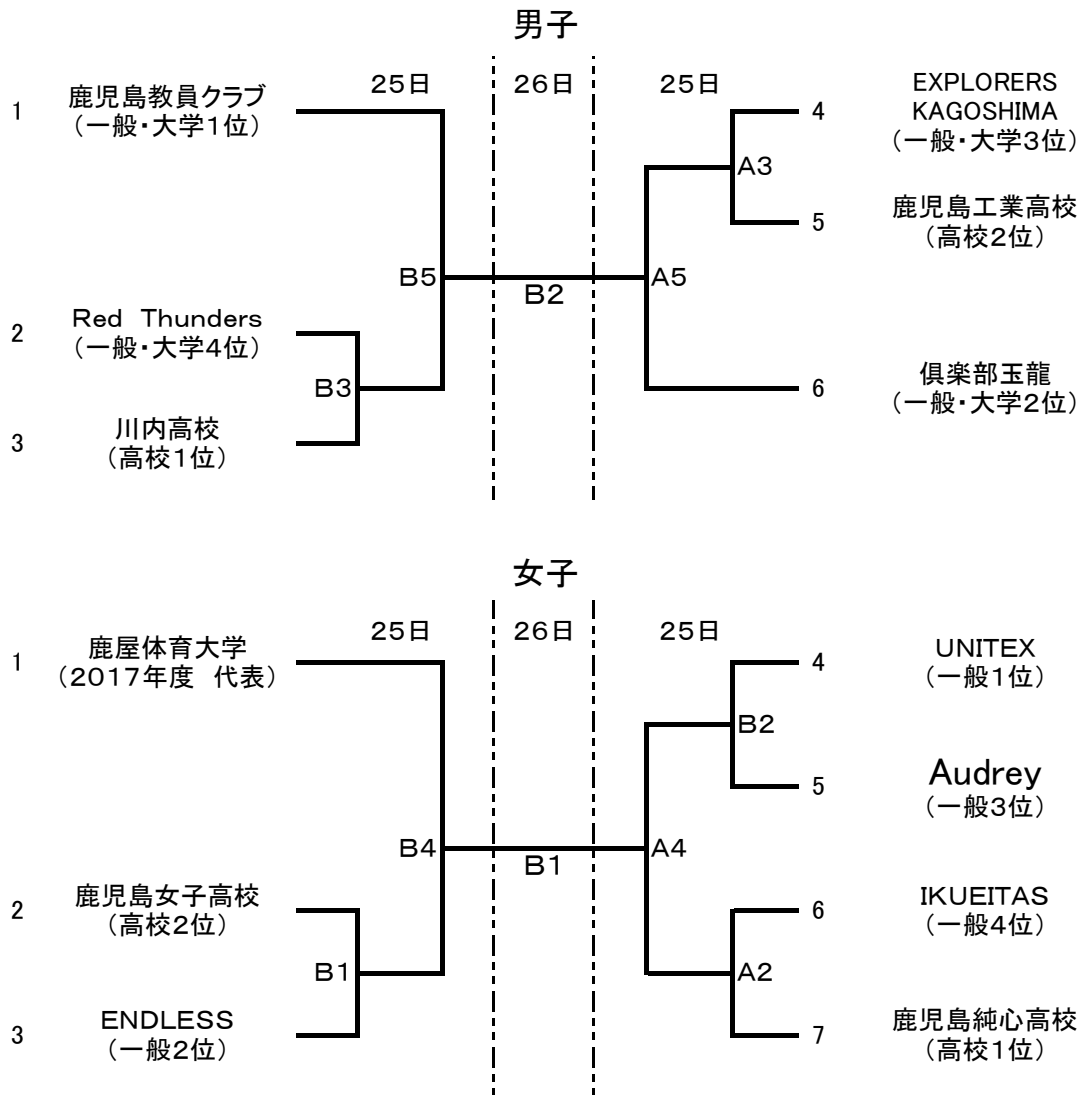 男子
25日
26日
25日
1
鹿児島教員クラブ
（一般・大学1位）
4
EXPLORERS
KAGOSHIMA
（一般・大学3位）
A3
5
鹿児島工業高校
（高校2位）
B5
B2
A5
2
Red Thunders
（一般・大学4位）
B3
3
川内高校
（高校1位）
6
倶楽部玉龍
（一般・大学2位）
女子
25日
26日
25日
1
鹿屋体育大学
（2017年度 代表）
4
UNITEX
（一般1位）
B2
5
Audrey
（一般3位）
B4
B1
A4
2
鹿児島女子高校
（高校2位）
B1
3
ENDLESS
（一般2位）
6
IKUEITAS
（一般4位）
A2
7
鹿児島純心高校
（高校1位）